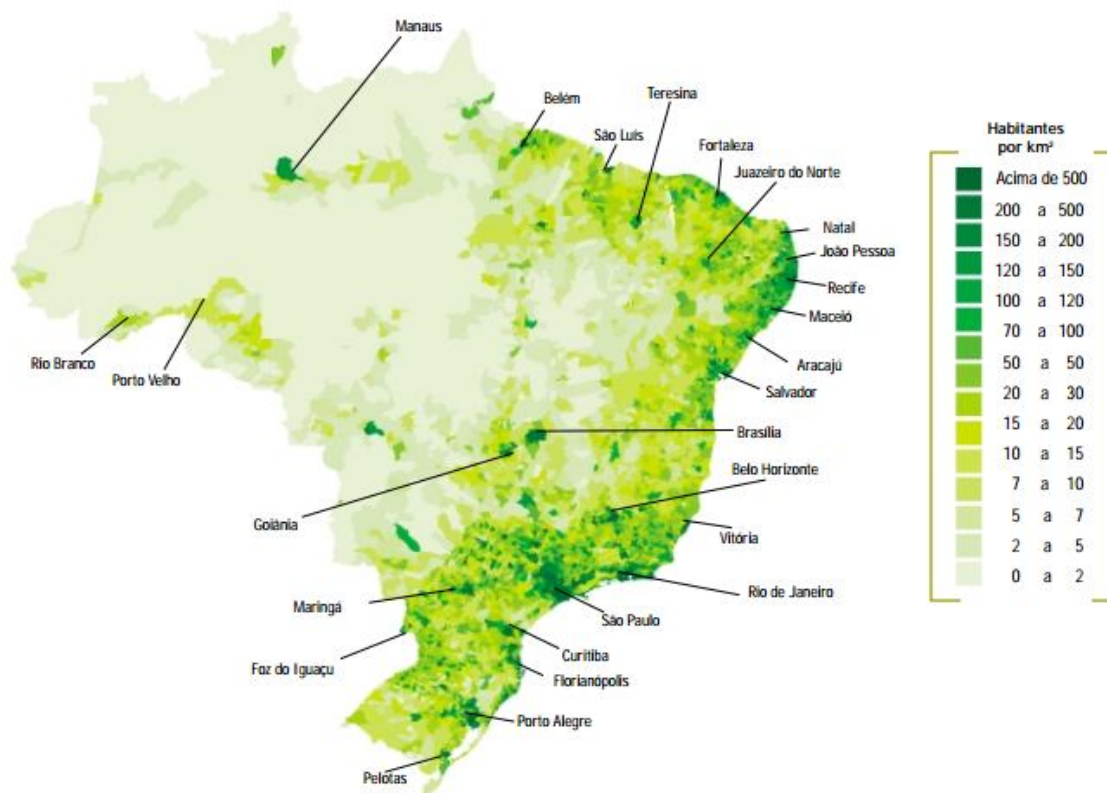 Manaus
Belém
Teresina
São Luís
Fortaleza
Juazeiro do Norte
Natal
João Pessoa
Recife
Maceió
Aracajú
Salvador
Rio Branco
Porto Velho
Brasília
Belo Horizonte
Goiânia
Vitória
Rio de Janeiro
Maringá
São Paulo
Foz do Iguaçu
Curitiba
Florianópolis
Porto Alegre
Pelotas
Habitantes
por km²
Acima de 500
200 a 500
150 a 200
120 a 150
100 a 120
70 a 100
50 a 50
20 a 30
15 a 20
10 a 15
7 a 10
5 a 7
2 a 5
0 a 2